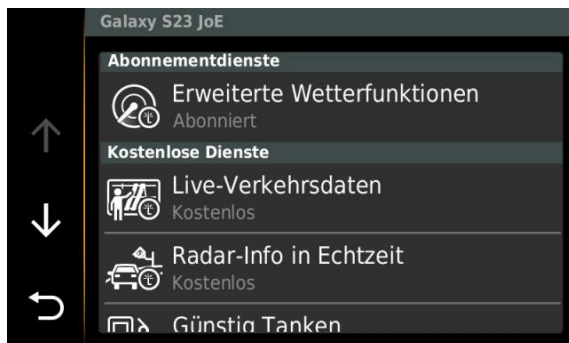 Galaxy S23 JoE
Abonnementdienste
Erweiterte Wetterfunktionen
Abonniert
Kostenlose Dienste
Live-Verkehrsdaten
Kostenlos
Radar-Info in Echtzeit
Kostenlos
Günstig Tanken